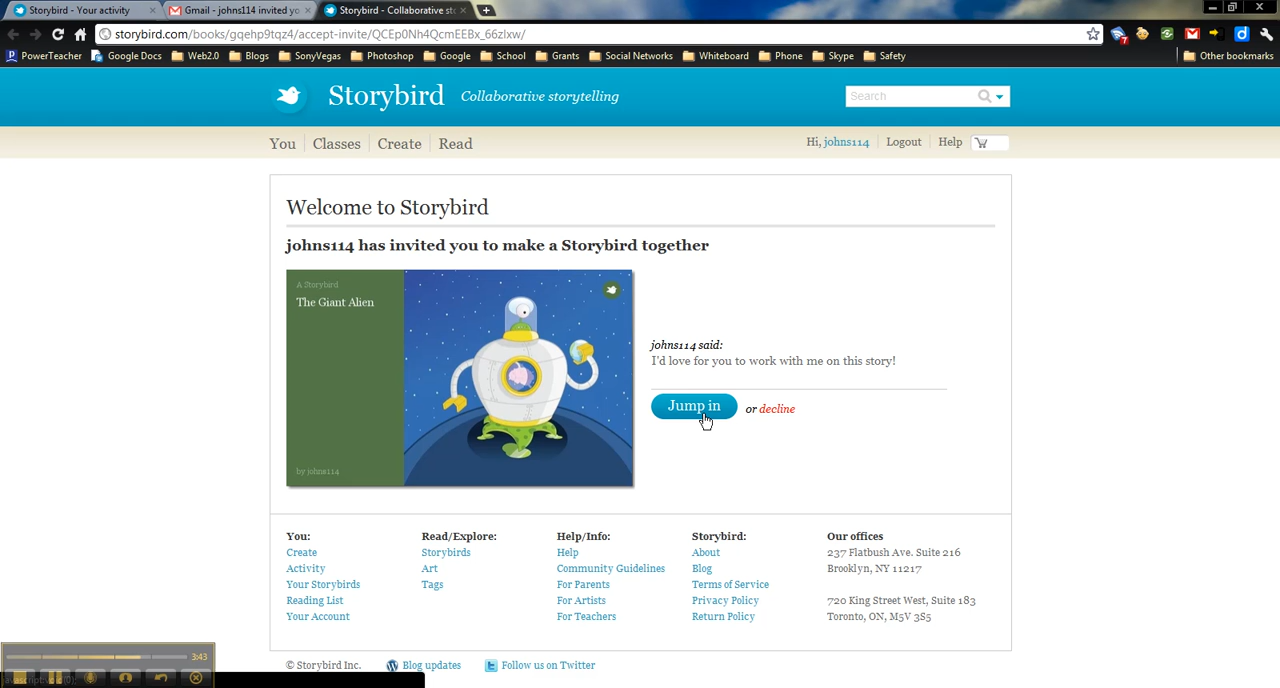 Storybird - Your activity
Gmail - johns114 invited yo
Storybird - Collaborative sto
storybird.com/books/gqehp9tqz4/accept-invite/QCEp0Nh4QcmEEBx_66zlxw/
PowerTeacher Google Docs Web2.0 Blogs SonyVegas Photoshop Google School Grants Social Networks Whiteboard Phone Skype Safety Other bookmarks
Storybird Collaborative storytelling
Search
You Classes Create Read
Hi, johns114 Logout Help
Welcome to Storybird
johns114 has invited you to make a Storybird together
A Storybird
The Giant Alien
by johns114
johns114 said:
I'd love for you to work with me on this story!
Jump in or decline
You: Read/Explore: Help/Info: Storybird: Our offices
Create Storybirds Help About 237 Flatbush Ave. Suite 216
Activity Art Community Guidelines Blog Brooklyn, NY 11217
Your Storybirds Tags For Parents Terms of Service
Reading List For Artists Privacy Policy 720 King Street West, Suite 183
Your Account For Teachers Return Policy Toronto, ON, M5V 3S5
3:43
© Storybird Inc. Blog updates Follow us on Twitter